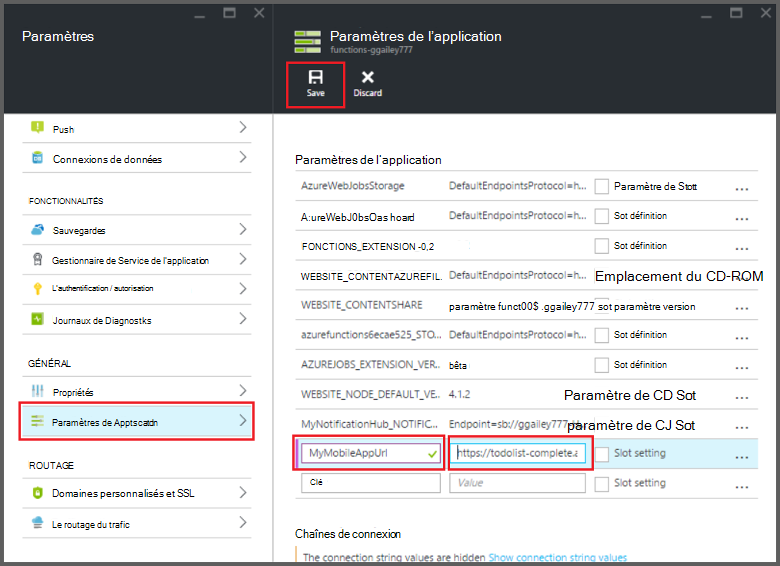 Paramètres
Paramètres de l'application
functions-ggailey777
Save
Discard
Push
Connexions de données
FONCTIONNALITÉS
Sauvegardes
Gestionnaire de Service de l'application
L'authentification / autorisation
Journaux de Diagnostks
GÉNÉRAL
Propriétés
Paramètres de Apptscatdn
ROUTAGE
Domaines personnalisés et SSL
Le routage du trafic
Paramètres de l'application
AzureWebJobsStorage DefaultEndpointsProtocol=h... Paramètre de Stott ...
A:ureWebJ0bsOas hoard DefaultEndpointsProtocol=h... Sot définition ...
FONCTIONS_EXTENSION -0,2 Sot définition ...
WEBSITE_CONTENTAZUREFIL.. DefaultEndpointsProtocol=h Emplacement du CD-ROM ...
WEBSITE_CONTENTSHARE paramètre funct00$ .ggailey777 sot paramètre version ...
azurefunctions6ecae525_STO... DefaultEndpointsProtocol=h... Sot définition ...
AZUREJOBS_EXTENSION_VER... bêta Sot définition ...
WEBSITE_NODE_DEFAULT_VE... 4.1.2 Paramètre de CD Sot ...
MyNotificationHub_NOTIFIC... Endpoint=sb://ggailey777 paramètre de CJ Sot ...
MyMobileAppUrl https://todolist-complete.a Slot setting ...
Clé Value Slot setting ...
Chaînes de connexion
The connection string values are hidden Show connection string values